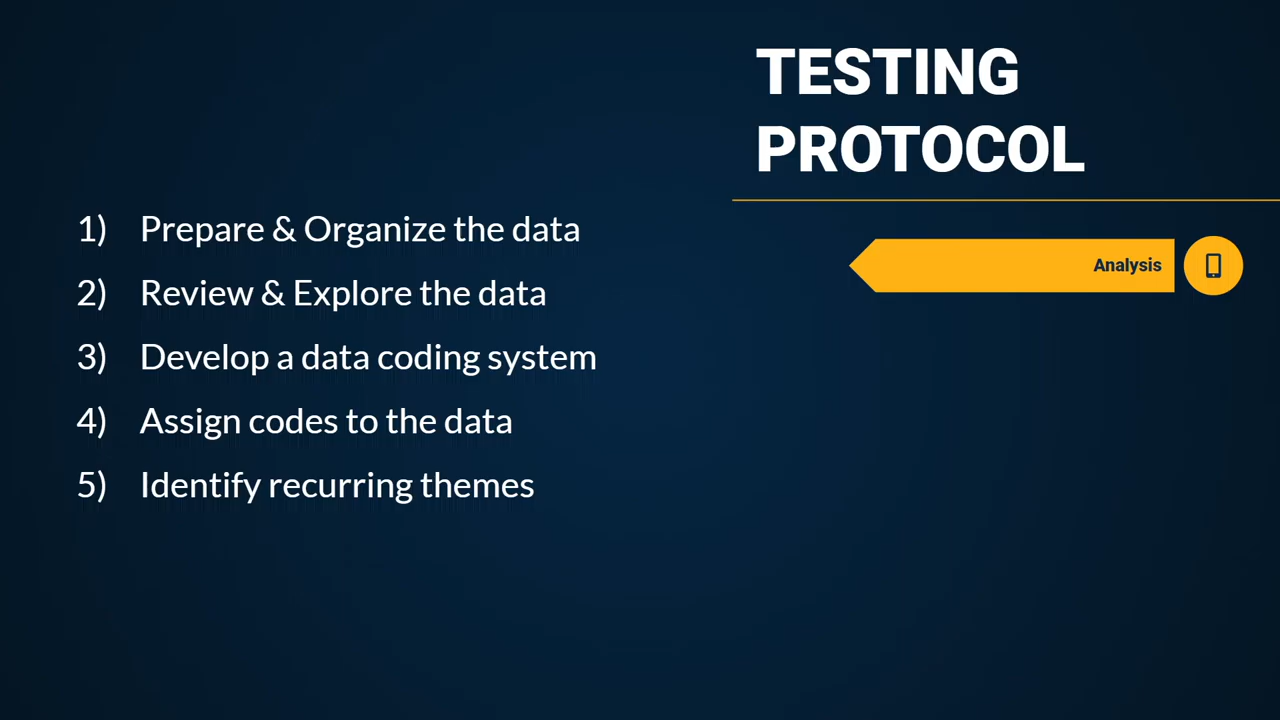 TESTING
PROTOCOL
Analysis
1) Prepare & Organize the data
2) Review & Explore the data
3) Develop a data coding system
4) Assign codes to the data
5) Identify recurring themes